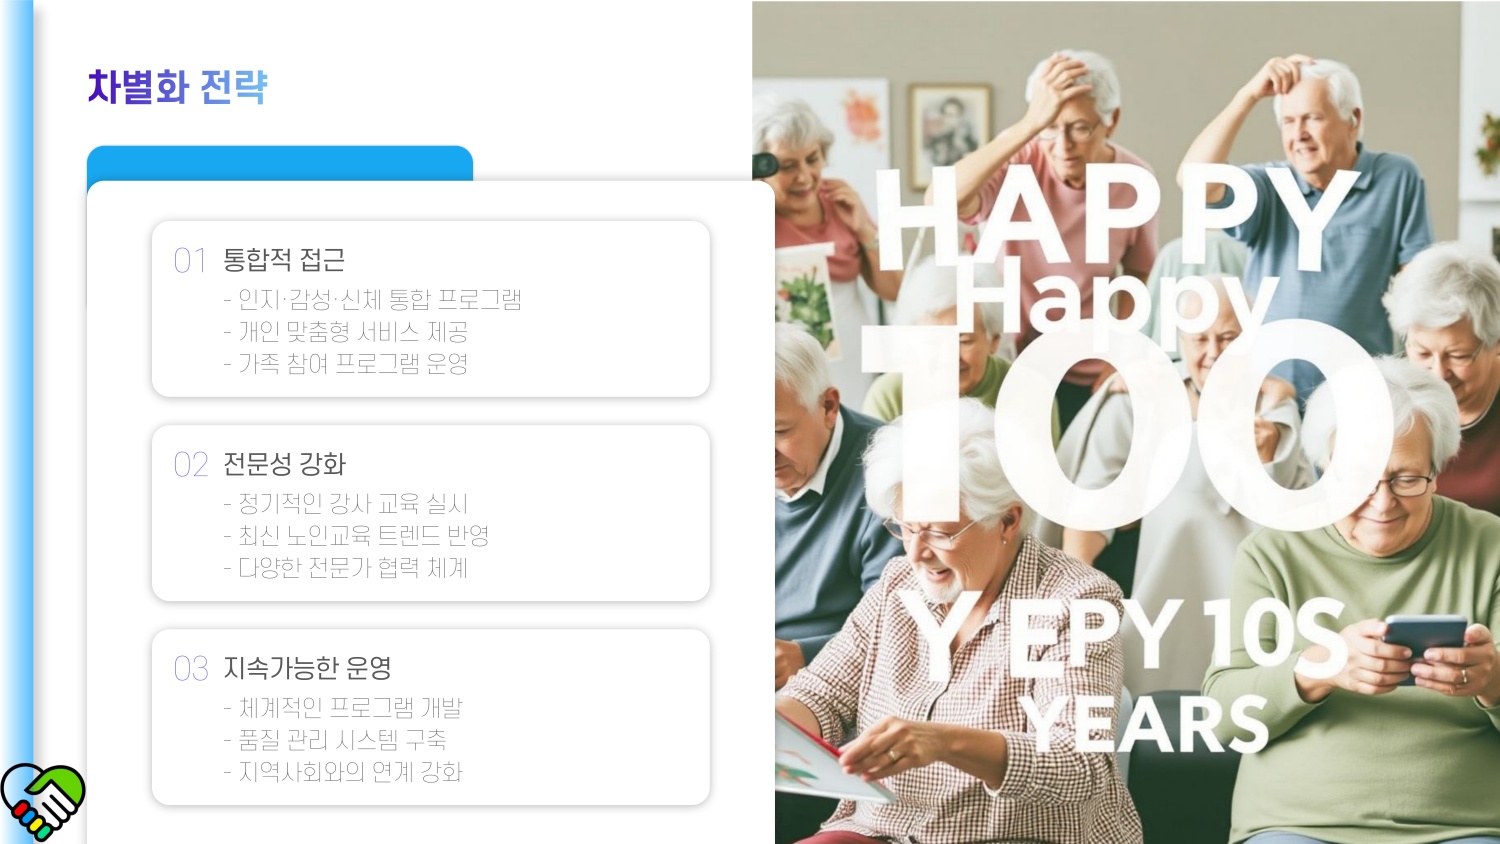 차별화 전략
01 통합적 접근
- 인지·감성·신체 통합 프로그램
- 개인 맞춤형 서비스 제공
- 가족 참여 프로그램 운영
02 전문성 강화
- 정기적인 강사 교육 실시
- 최신 노인교육 트렌드 반영
- 다양한 전문가 협력 체계
03 지속가능한 운영
- 체계적인 프로그램 개발
- 품질 관리 시스템 구축
- 지역사회와의 연계 강화
HAPPY
Happy
100
Y EPY 10S
YEARS